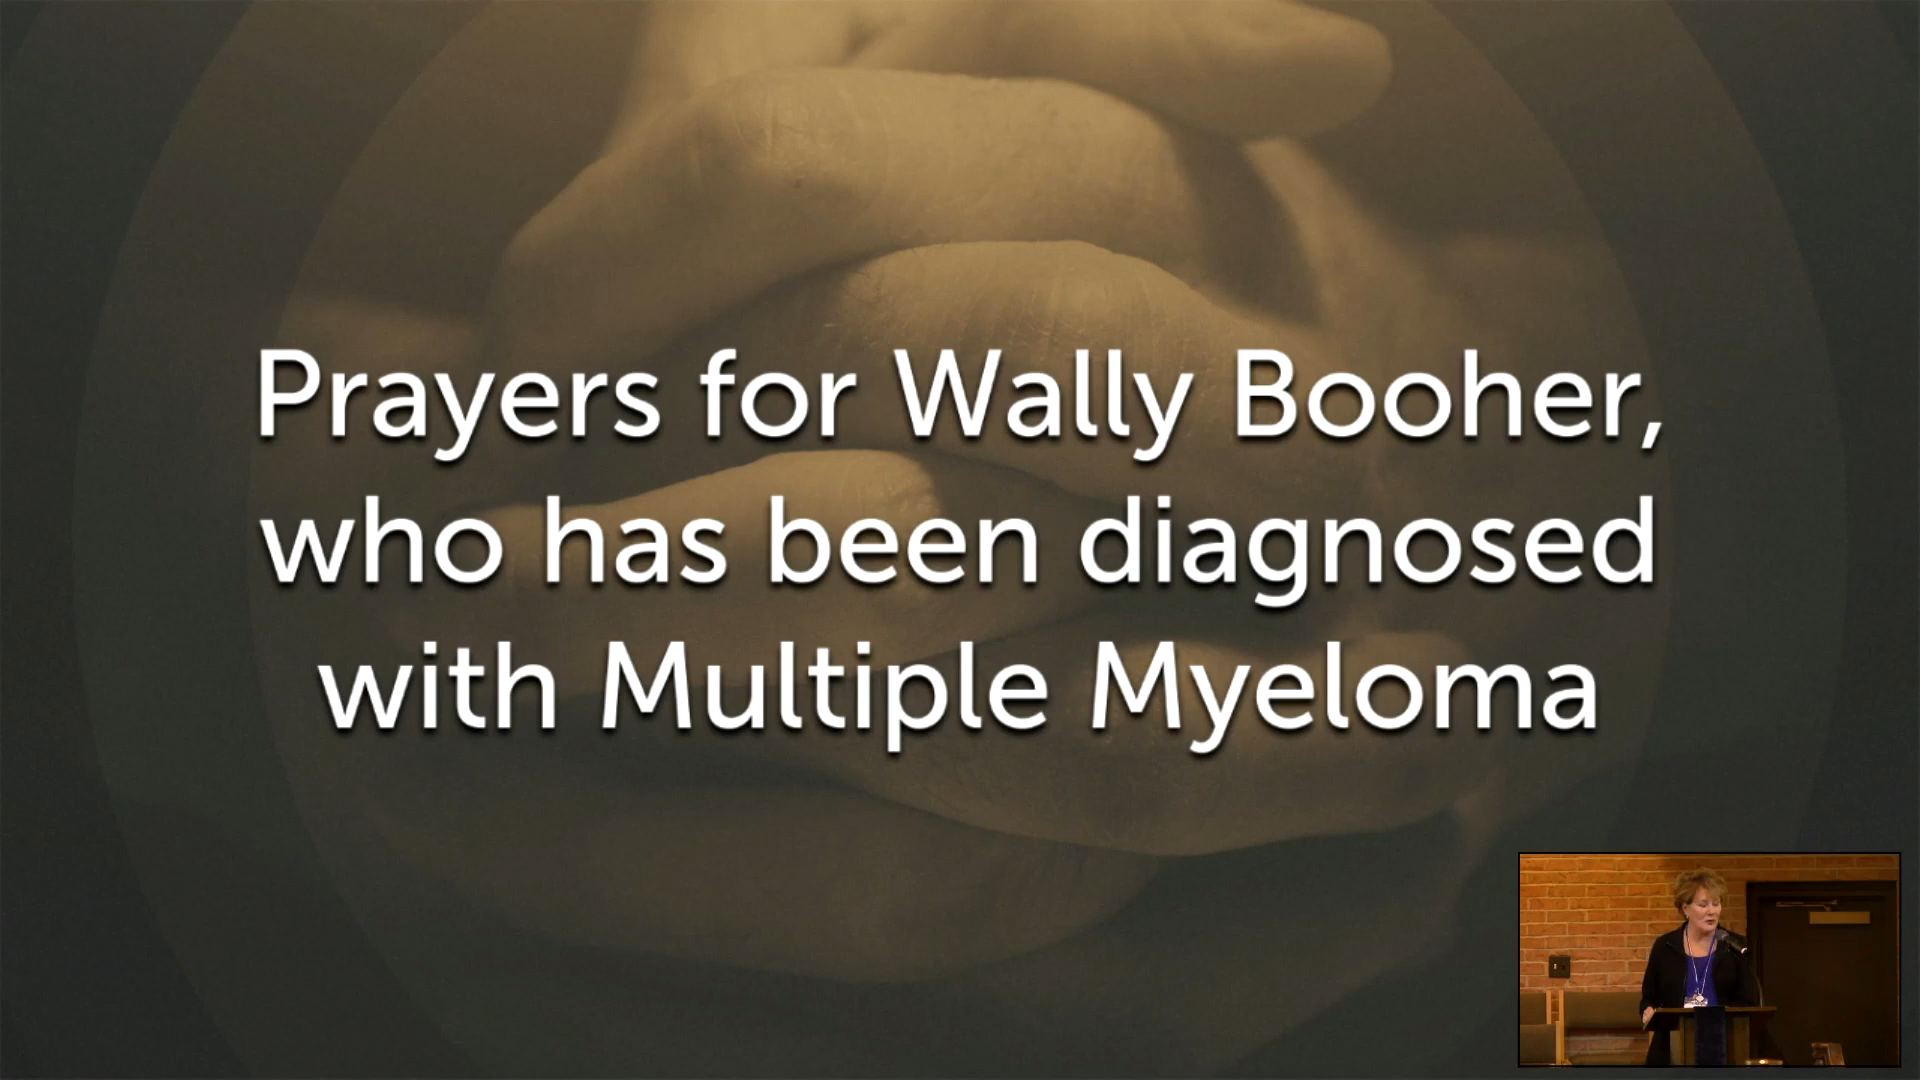 Prayers for Wally Booher,
who has been diagnosed
with Multiple Myeloma